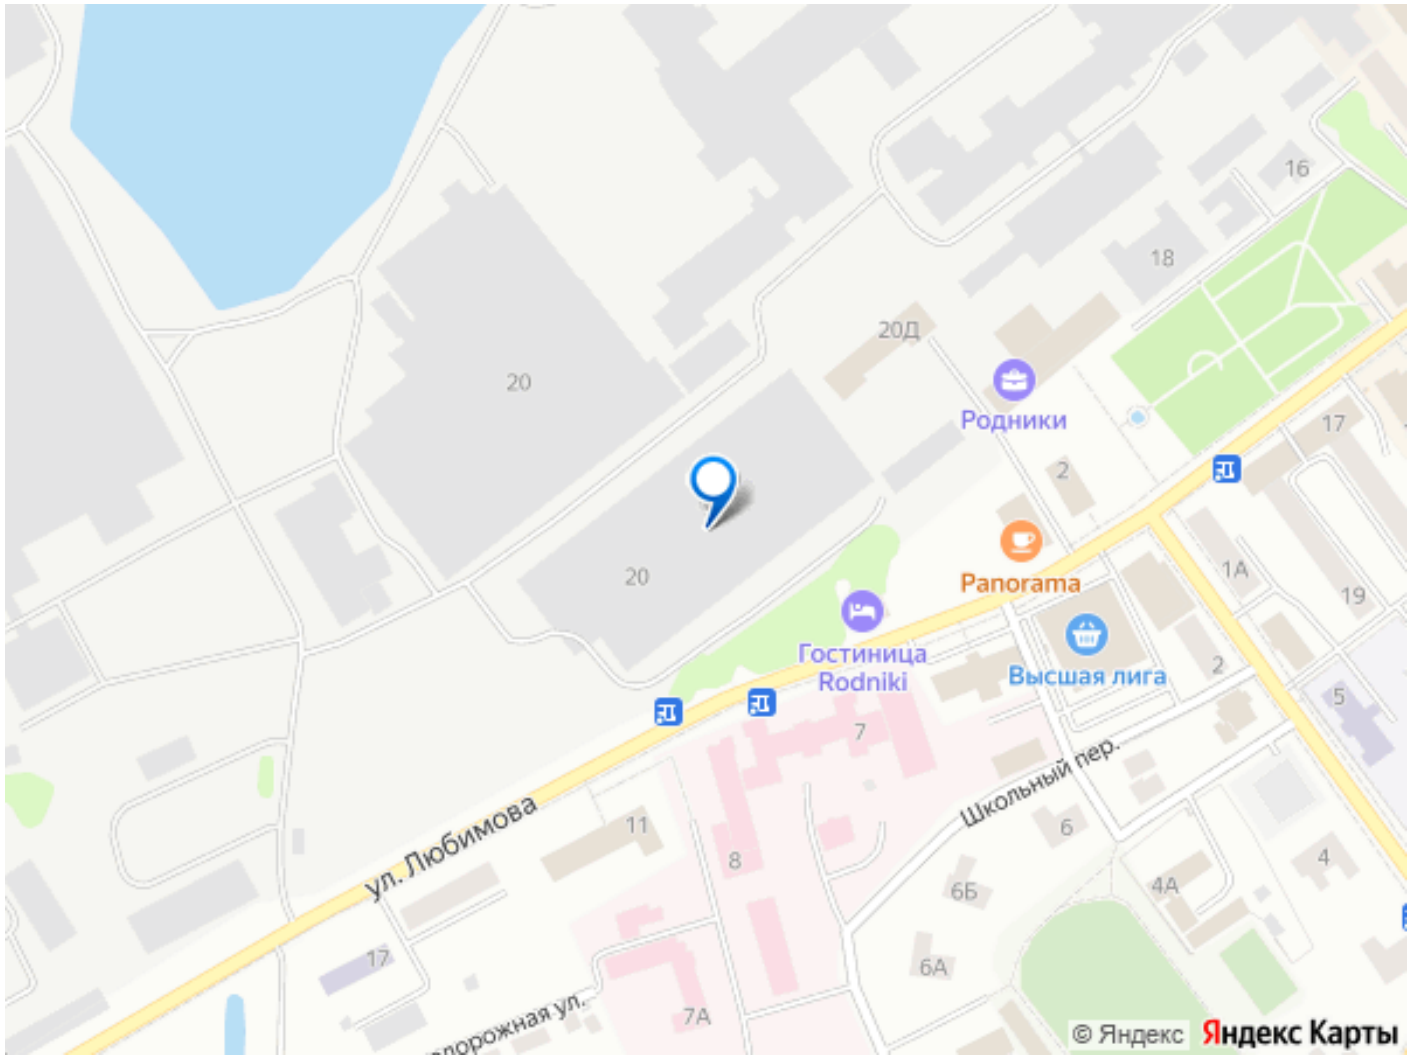 16
18
20Д
20
Родники
17
2
20
Panorama
1А
19
Гостиница
Rodniki
Высшая лига
2
5
7
Школьный пер.
ул. Любимова
11
6
8
4
6Б
4А
17
6А
7А
© Яндекс
Яндекс Карты